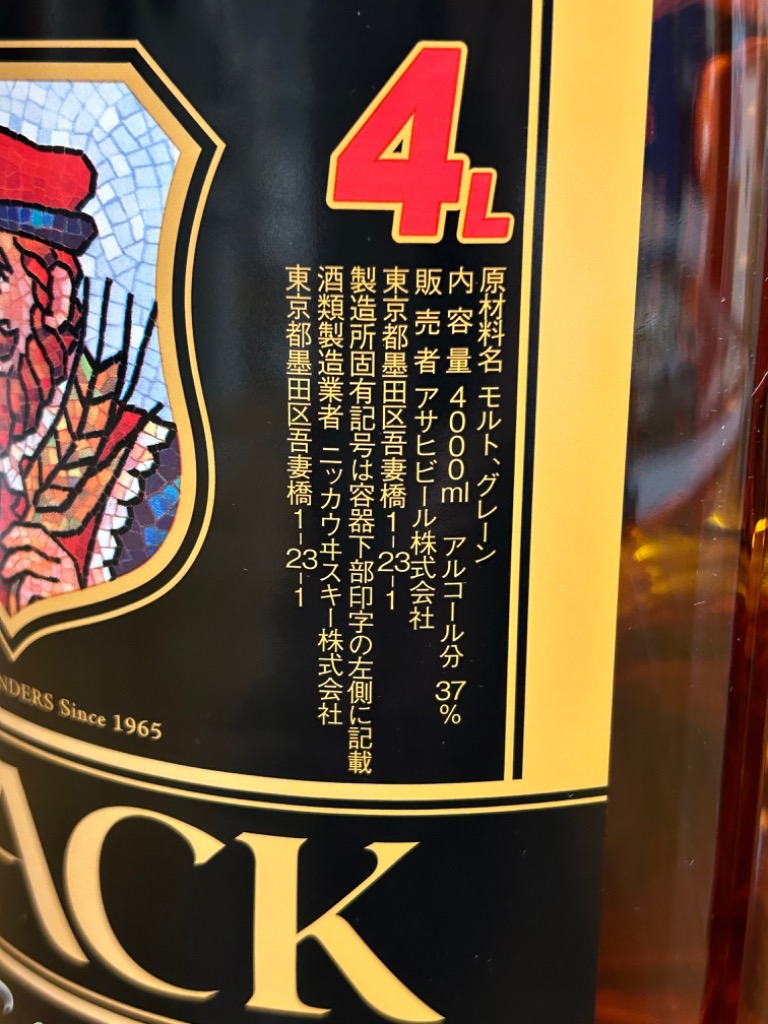 4L
原材料名 モルト、グレーン
内容量 4000ml アルコール分 37%
販売者 アサヒビール株式会社
東京都墨田区吾妻橋1-23-1
製造所固有記号は容器下部印字の左側に記載
酒類製造業者 ニッカウヰスキー株式会社
東京都墨田区吾妻橋1-23-1
NDERS Since 1965
ACK